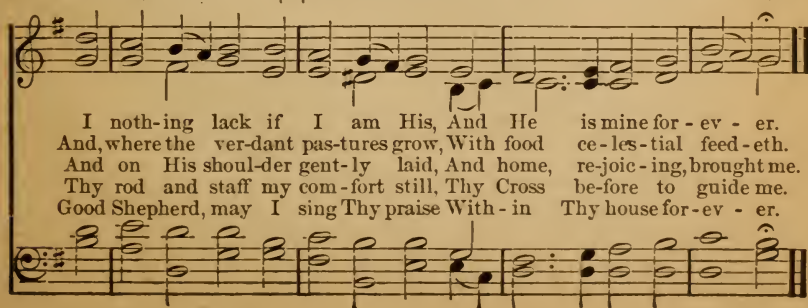 I noth-ing lack if I am His, And He is mine for - ev - er.
And, where the ver-dant pas-tures grow, With food ce - les - tial feed - eth.
And on His shoul-der gent-ly laid, And home, re-joic-ing, brought me.
Thy rod and staff my com-fort still, Thy Cross be-fore to guide me.
Good Shepherd, may I sing Thy praise With-in Thy house for-ev - er.